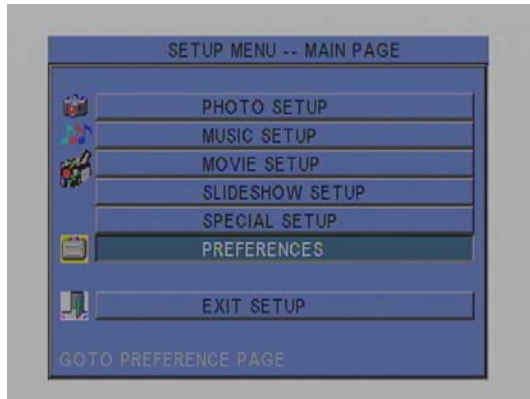 SETUP MENU -- MAIN PAGE
PHOTO SETUP
MUSIC SETUP
MOVIE SETUP
SLIDESHOW SETUP
SPECIAL SETUP
PREFERENCES
EXIT SETUP
GOTO PREFERENCE PAGE